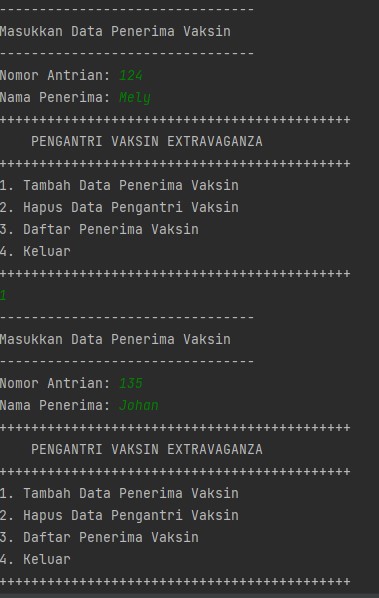 --------------------------------
Masukkan Data Penerima Vaksin
--------------------------------
Nomor Antrian: 124
Nama Penerima: Mely
++++++++++++++++++++++++++++++++++++++++++++
    PENGANTRI VAKSIN EXTRAVAGANZA
++++++++++++++++++++++++++++++++++++++++++++
1. Tambah Data Penerima Vaksin
2. Hapus Data Pengantri Vaksin
3. Daftar Penerima Vaksin
4. Keluar
++++++++++++++++++++++++++++++++++++++++++++
1
--------------------------------
Masukkan Data Penerima Vaksin
--------------------------------
Nomor Antrian: 135
Nama Penerima: Johan
++++++++++++++++++++++++++++++++++++++++++++
    PENGANTRI VAKSIN EXTRAVAGANZA
++++++++++++++++++++++++++++++++++++++++++++
1. Tambah Data Penerima Vaksin
2. Hapus Data Pengantri Vaksin
3. Daftar Penerima Vaksin
4. Keluar
++++++++++++++++++++++++++++++++++++++++++++